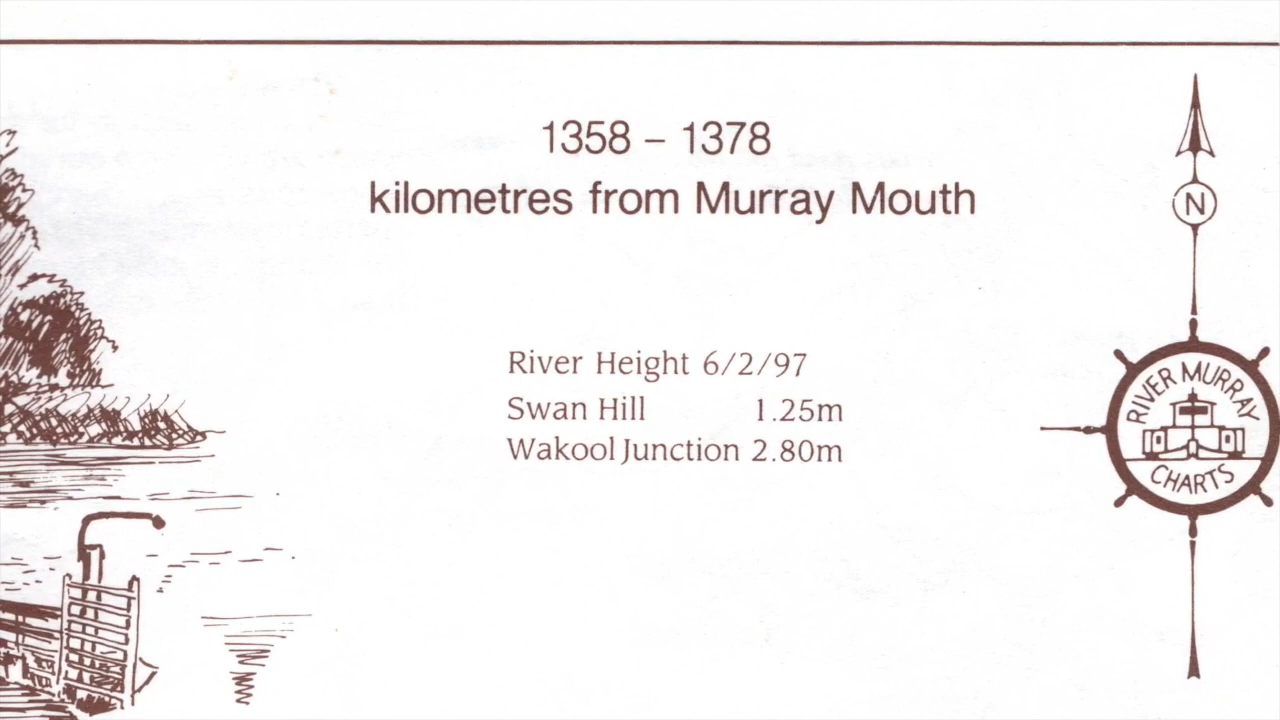 1358 – 1378
kilometres from Murray Mouth
N
River Height 6/2/97
Swan Hill 1.25m
Wakool Junction 2.80m
RIVER MURRAY
CHARTS